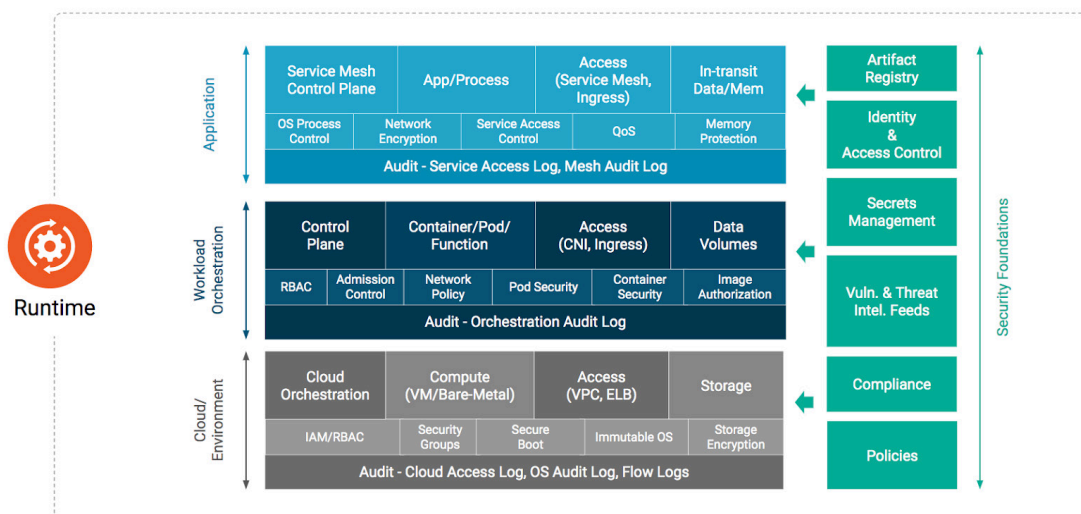 Runtime
Application
Service Mesh
Control Plane
App/Process
Access
(Service Mesh,
Ingress)
In-transit
Data/Mem
OS Process
Control
Network
Encryption
Service Access
Control
QoS
Memory
Protection
Audit - Service Access Log, Mesh Audit Log
Workload
Orchestration
Control
Plane
Container/Pod/
Function
Access
(CNI, Ingress)
Data
Volumes
RBAC
Admission
Control
Network
Policy
Pod Security
Container
Security
Image
Authorization
Audit - Orchestration Audit Log
Cloud/
Environment
Cloud
Orchestration
Compute
(VM/Bare-Metal)
Access
(VPC, ELB)
Storage
IAM/RBAC
Security
Groups
Secure
Boot
Immutable OS
Storage
Encryption
Audit - Cloud Access Log, OS Audit Log, Flow Logs
Artifact
Registry
Identity
&
Access Control
Secrets
Management
Vuln. & Threat
Intel. Feeds
Compliance
Policies
Security Foundations